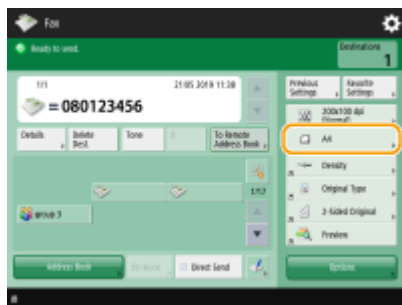 Fax
Ready to send.
Destinations
1
1/1
21/05 2019 11:38
= 080123456
Previous Settings
Favorite Settings
200x100 dpi (Normal)
Details
Delete Dest.
Tone
R
To Remote Address Book
A4
Density
1/12
Original Type
group 3
2-Sided Original
Preview
Address Book
On-Hook
Direct Send
Options